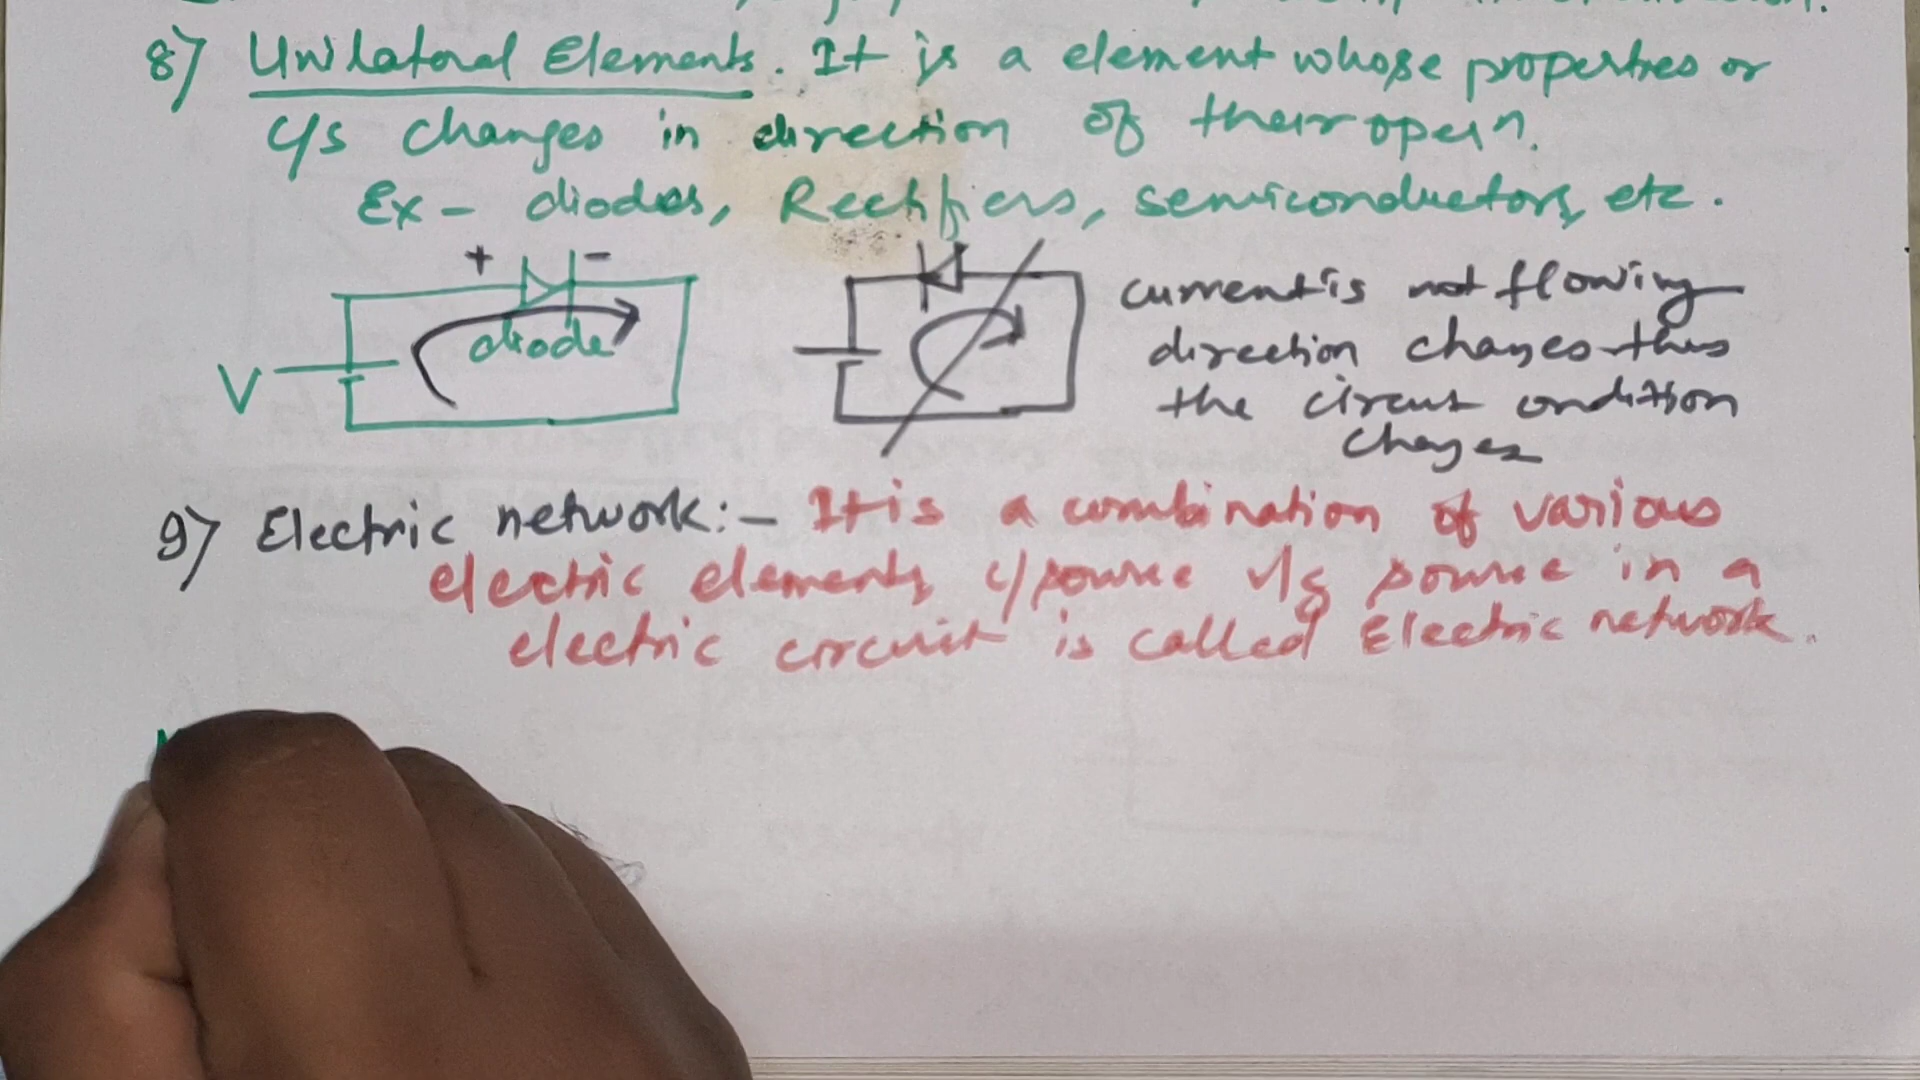 8) Unilateral Elements. It is a element whose properties or
c/s changes in direction of their opern.
Ex - diodes, Rectifiers, semiconductors, etc.
+ -
diode
V
current is not flowing
direction changes thus
the circuit condition
changes
9) Electric network:- It is a combination of various
electric elements c/source v/g source in a
electric circuit is called Electric network.